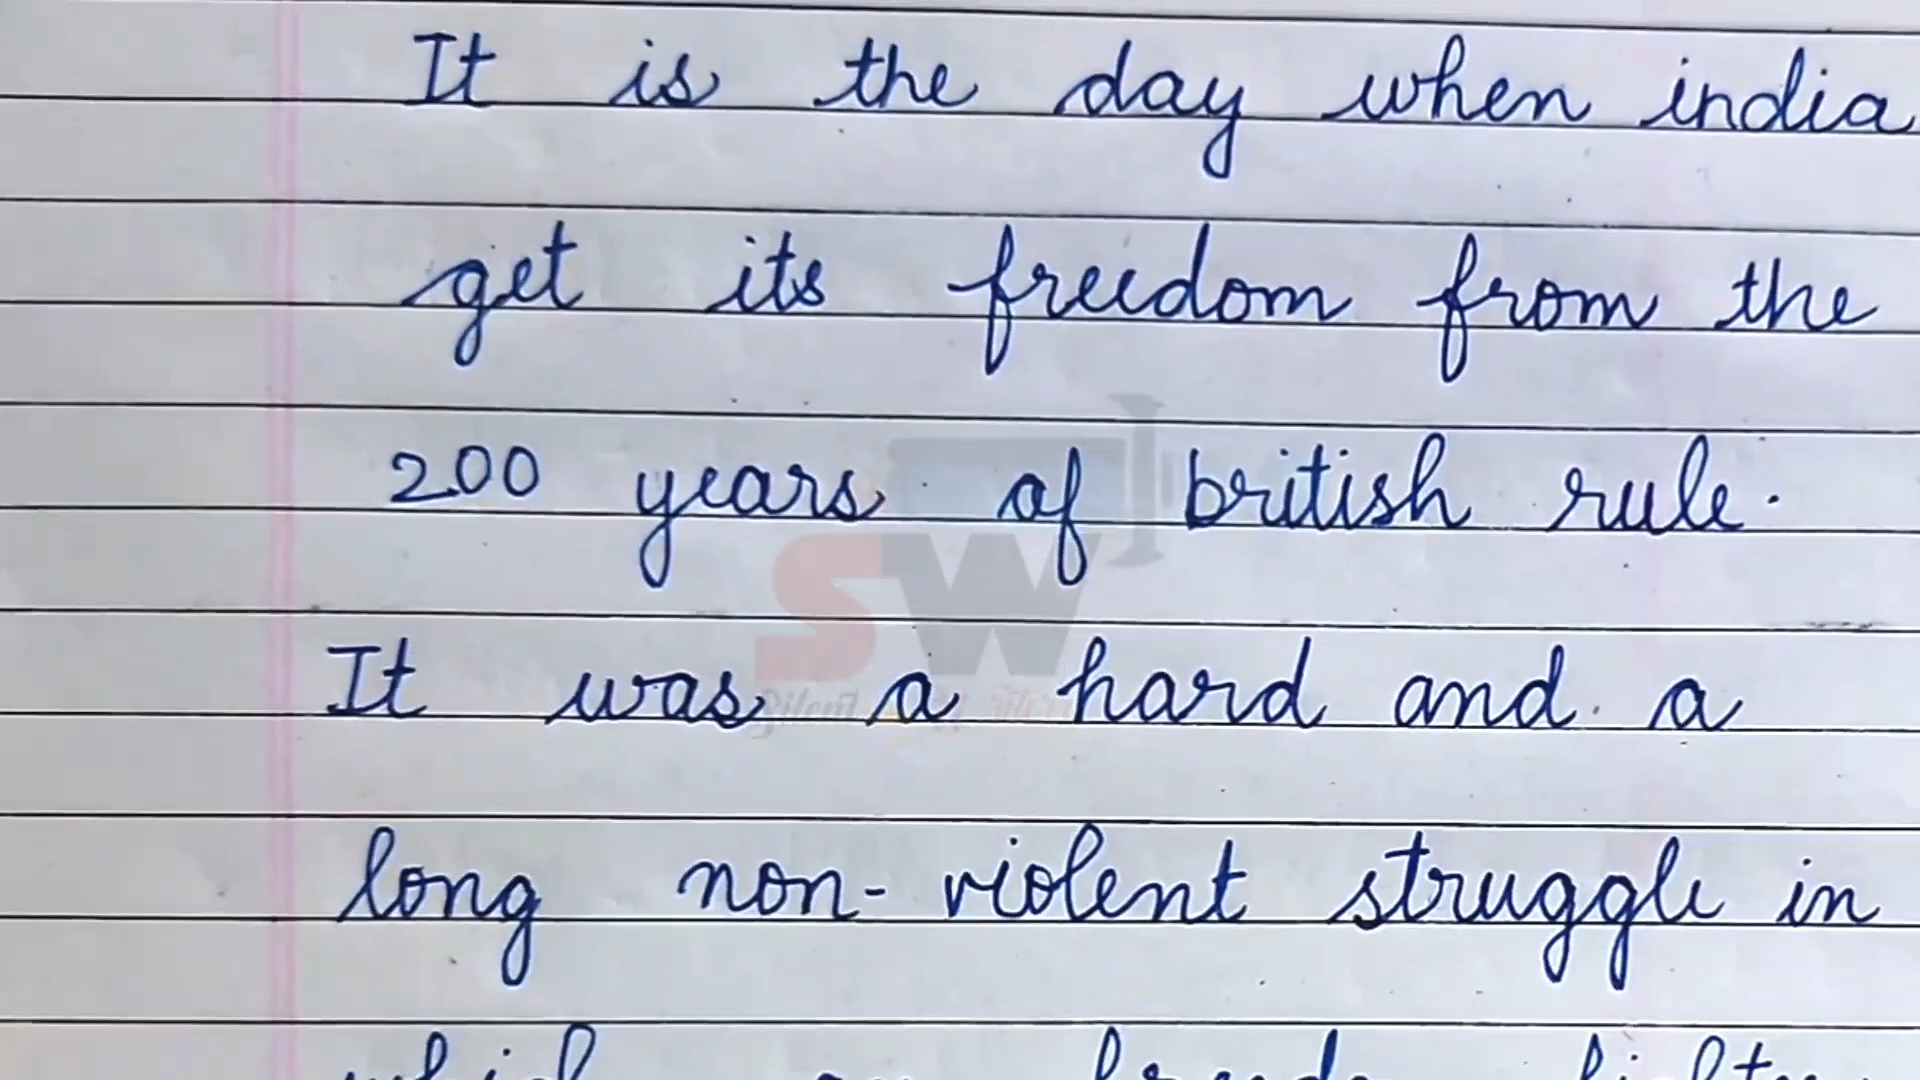 It is the day when india
get its freedom from the
200 years of british rule.
It was a hard and a
long non-violent struggle in
SW